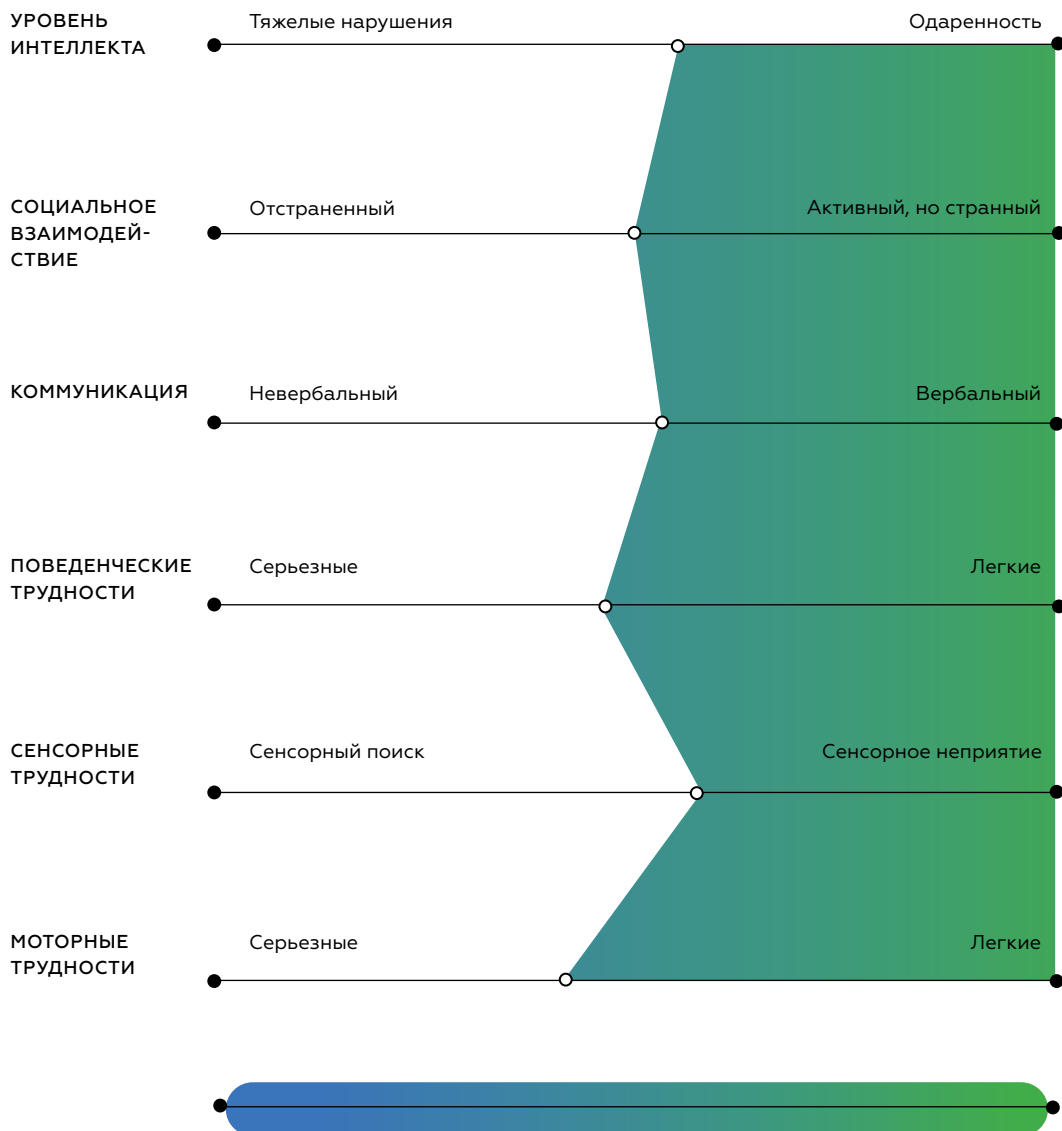 УРОВЕНЬ
ИНТЕЛЛЕКТА
Тяжелые нарушения
Одаренность
СОЦИАЛЬНОЕ
ВЗАИМОДЕЙ-
СТВИЕ
Отстраненный
Активный, но странный
КОММУНИКАЦИЯ
Невербальный
Вербальный
ПОВЕДЕНЧЕСКИЕ
ТРУДНОСТИ
Серьезные
Легкие
СЕНСОРНЫЕ
ТРУДНОСТИ
Сенсорный поиск
Сенсорное неприятие
МОТОРНЫЕ
ТРУДНОСТИ
Серьезные
Легкие